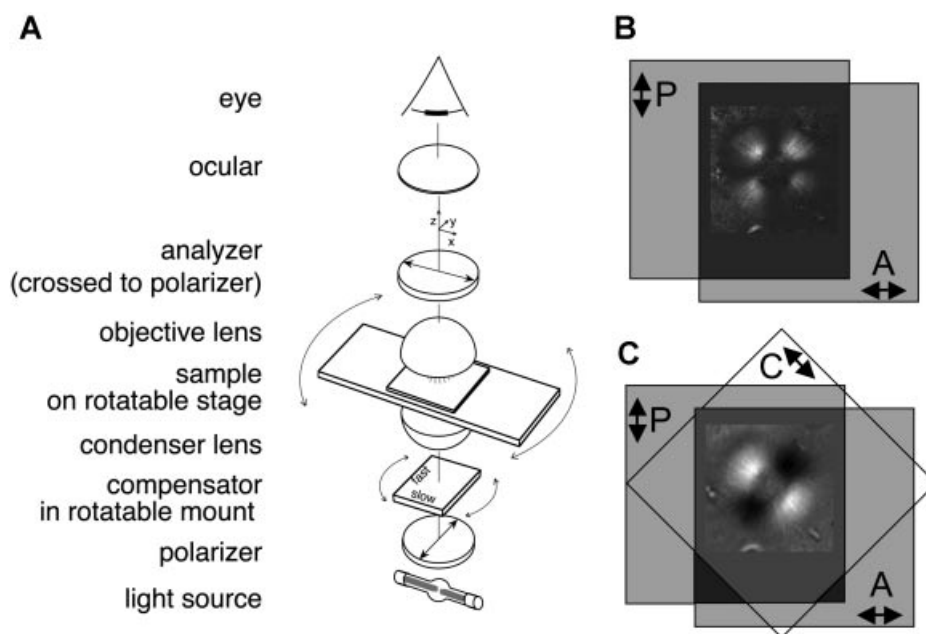 A
eye
ocular
z
y
x
analyzer
(crossed to polarizer)
objective lens
sample
on rotatable stage
condenser lens
fast
slow
compensator
in rotatable mount
polarizer
light source
B
P
A
C
C
P
A